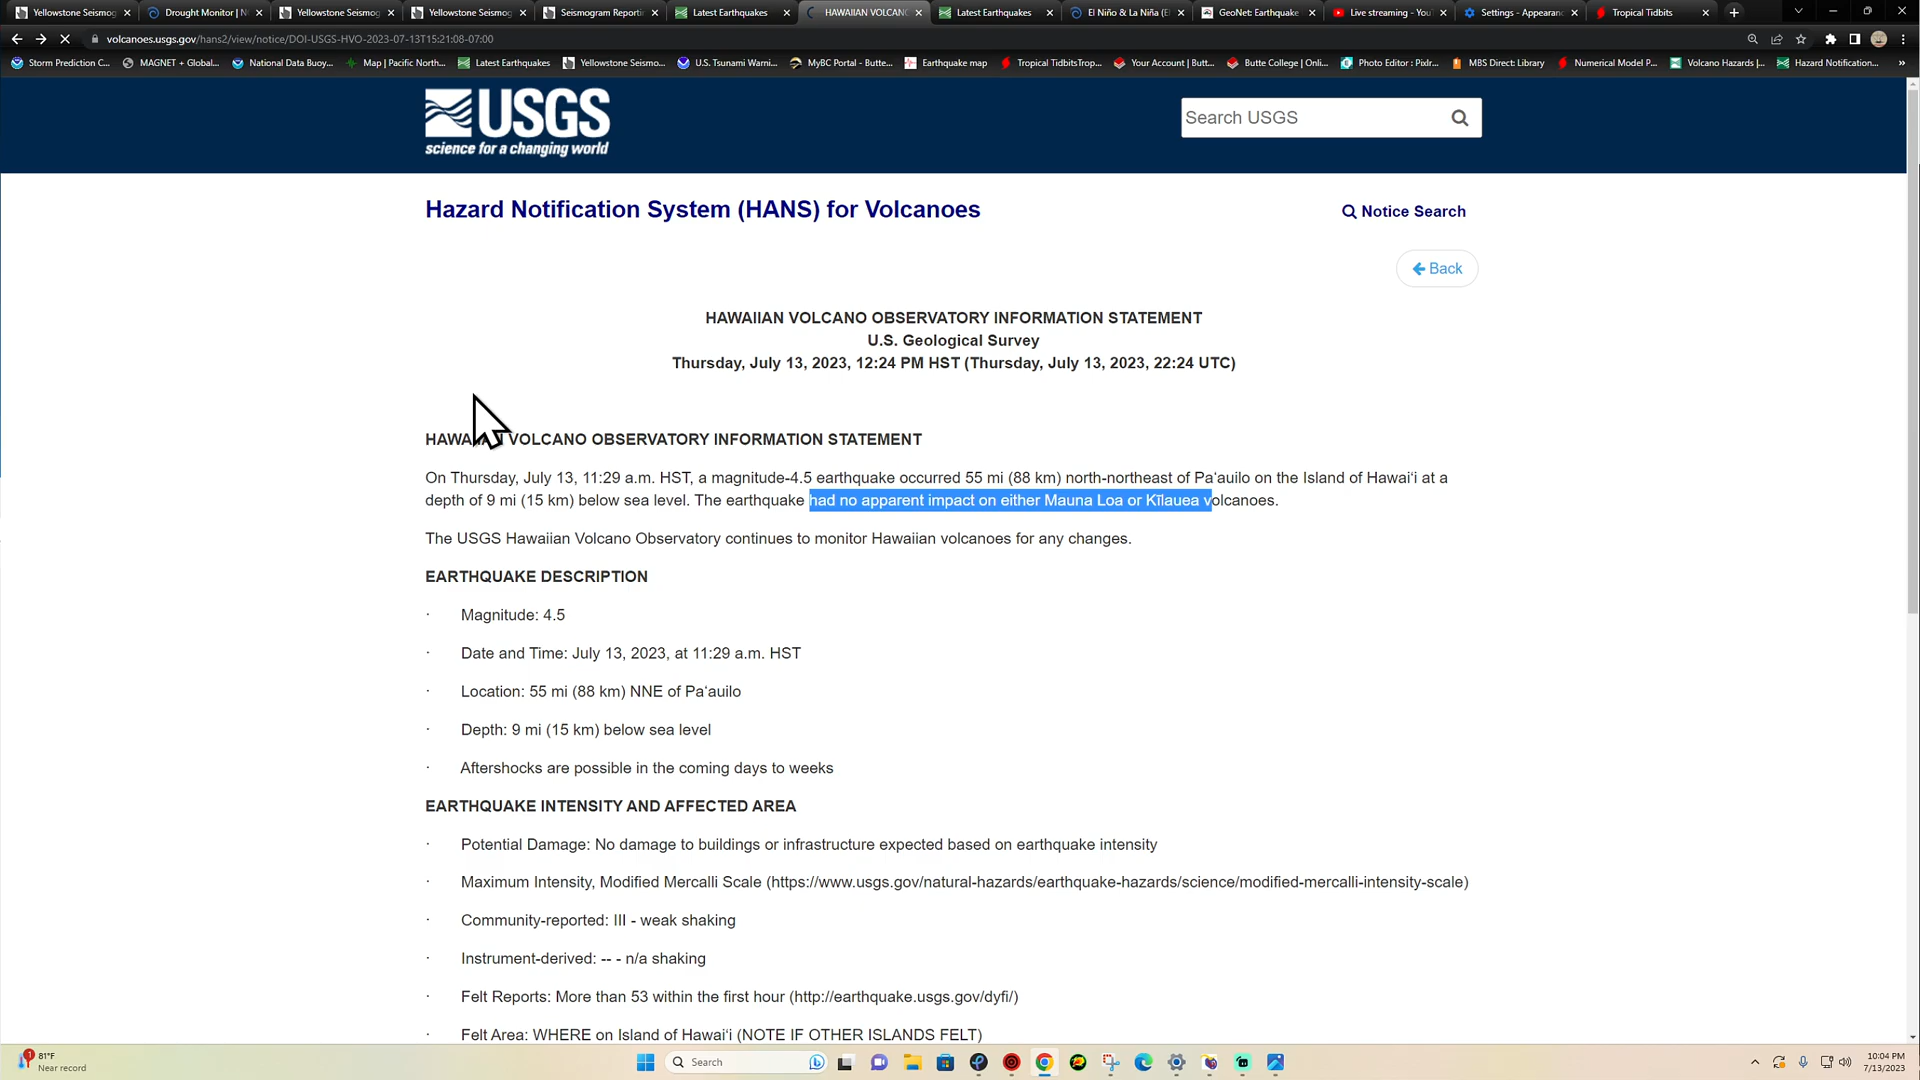 Yellowstone Seismog
Drought Monitor | N
Yellowstone Seismog
Yellowstone Seismog
Seismogram Reportin
Latest Earthquakes
HAWAIIAN VOLCANO
Latest Earthquakes
El Niño & La Niña (E
GeoNet: Earthquake
Live streaming - You
Settings - Appearanc
Tropical Tidbits
volcanoes.usgs.gov/hans2/view/notice/DOI-USGS-HVO-2023-07-13T15:21:08-07:00
Storm Prediction C...
MAGNET + Global...
National Data Buoy...
Map | Pacific North...
Latest Earthquakes
Yellowstone Seismo...
U.S. Tsunami Warni...
MyBC Portal - Butte...
Earthquake map
Tropical TidbitsTrop...
Your Account | Butt...
Butte College | Onli...
Photo Editor : Pixlr...
MBS Direct: Library
Numerical Model P...
Volcano Hazards |...
Hazard Notification...
USGS
science for a changing world
Search USGS
Hazard Notification System (HANS) for Volcanoes
Notice Search
Back
HAWAIIAN VOLCANO OBSERVATORY INFORMATION STATEMENT
U.S. Geological Survey
Thursday, July 13, 2023, 12:24 PM HST (Thursday, July 13, 2023, 22:24 UTC)
HAWAIIAN VOLCANO OBSERVATORY INFORMATION STATEMENT
On Thursday, July 13, 11:29 a.m. HST, a magnitude-4.5 earthquake occurred 55 mi (88 km) north-northeast of Pa‘auilo on the Island of Hawai‘i at a
depth of 9 mi (15 km) below sea level. The earthquake had no apparent impact on either Mauna Loa or Kīlauea volcanoes.
The USGS Hawaiian Volcano Observatory continues to monitor Hawaiian volcanoes for any changes.
EARTHQUAKE DESCRIPTION
· Magnitude: 4.5
· Date and Time: July 13, 2023, at 11:29 a.m. HST
· Location: 55 mi (88 km) NNE of Pa‘auilo
· Depth: 9 mi (15 km) below sea level
· Aftershocks are possible in the coming days to weeks
EARTHQUAKE INTENSITY AND AFFECTED AREA
· Potential Damage: No damage to buildings or infrastructure expected based on earthquake intensity
· Maximum Intensity, Modified Mercalli Scale (https://www.usgs.gov/natural-hazards/earthquake-hazards/science/modified-mercalli-intensity-scale)
· Community-reported: III - weak shaking
· Instrument-derived: -- - n/a shaking
· Felt Reports: More than 53 within the first hour (http://earthquake.usgs.gov/dyfi/)
· Felt Area: WHERE on Island of Hawai‘i (NOTE IF OTHER ISLANDS FELT)
1
81°F
Near record
Search
10:04 PM
7/13/2023